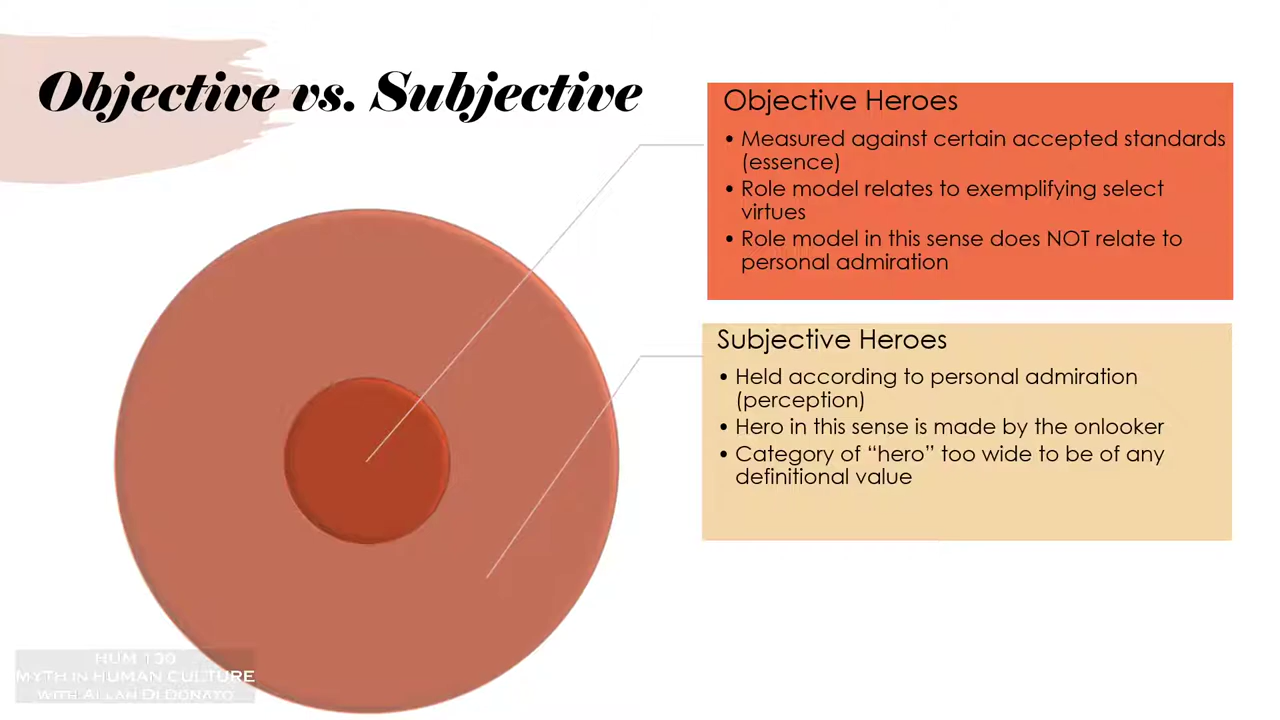 Objective vs. Subjective
Objective Heroes
• Measured against certain accepted standards
(essence)
• Role model relates to exemplifying select
virtues
• Role model in this sense does NOT relate to
personal admiration
Subjective Heroes
• Held according to personal admiration
(perception)
• Hero in this sense is made by the onlooker
• Category of “hero” too wide to be of any
definitional value
HUM 130
MYTH IN HUMAN CULTURE
WITH ALLAN DI DONATO